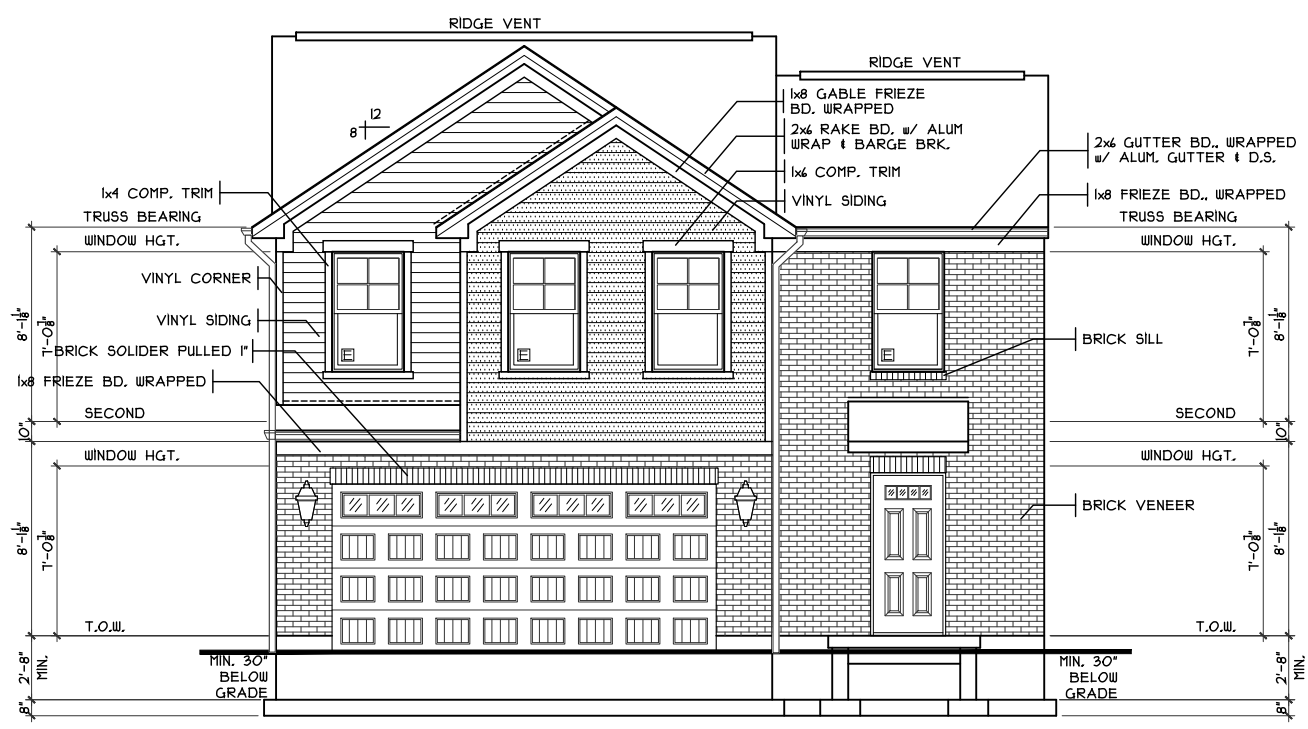 RIDGE VENT
RIDGE VENT
1x8 GABLE FRIEZE
BD. WRAPPED
12
8
2x6 RAKE BD. w/ ALUM
WRAP & BARGE BRK.
2x6 GUTTER BD., WRAPPED
w/ ALUM. GUTTER & D.S.
1x6 COMP. TRIM
1x4 COMP. TRIM
1x8 FRIEZE BD., WRAPPED
VINYL SIDING
TRUSS BEARING
TRUSS BEARING
WINDOW HGT.
WINDOW HGT.
VINYL CORNER
VINYL SIDING
8'-1 1/8"
7'-0 7/8"
7'-0 7/8"
8'-1 1/8"
BRICK SILL
BRICK SOLIDER PULLED 1"
E
E
E
1x8 FRIEZE BD. WRAPPED
SECOND
SECOND
10"
10"
WINDOW HGT.
WINDOW HGT.
BRICK VENEER
8'-1 1/8"
7'-0 7/8"
7'-0 7/8"
8'-1 1/8"
T.O.W.
T.O.W.
2'-8"
MIN.
MIN. 30"
BELOW
GRADE
MIN. 30"
BELOW
GRADE
2'-8"
MIN.
8"
8"